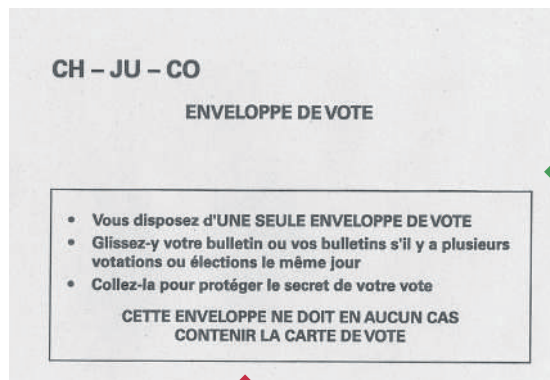 CH – JU – CO
ENVELOPPE DE VOTE
• Vous disposez d'UNE SEULE ENVELOPPE DE VOTE
• Glissez-y votre bulletin ou vos bulletins s'il y a plusieurs
votations ou élections le même jour
• Collez-la pour protéger le secret de votre vote
CETTE ENVELOPPE NE DOIT EN AUCUN CAS
CONTENIR LA CARTE DE VOTE